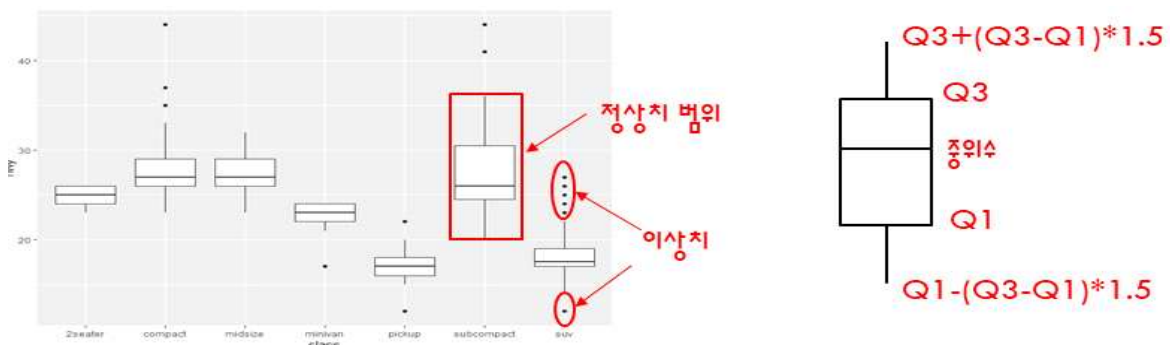 40
30
20
hwy
2seater
compact
midsize
minivan
pickup
subcompact
suv
class
정상치 범위
이상치
Q3+(Q3-Q1)*1.5
Q3
중위수
Q1
Q1-(Q3-Q1)*1.5